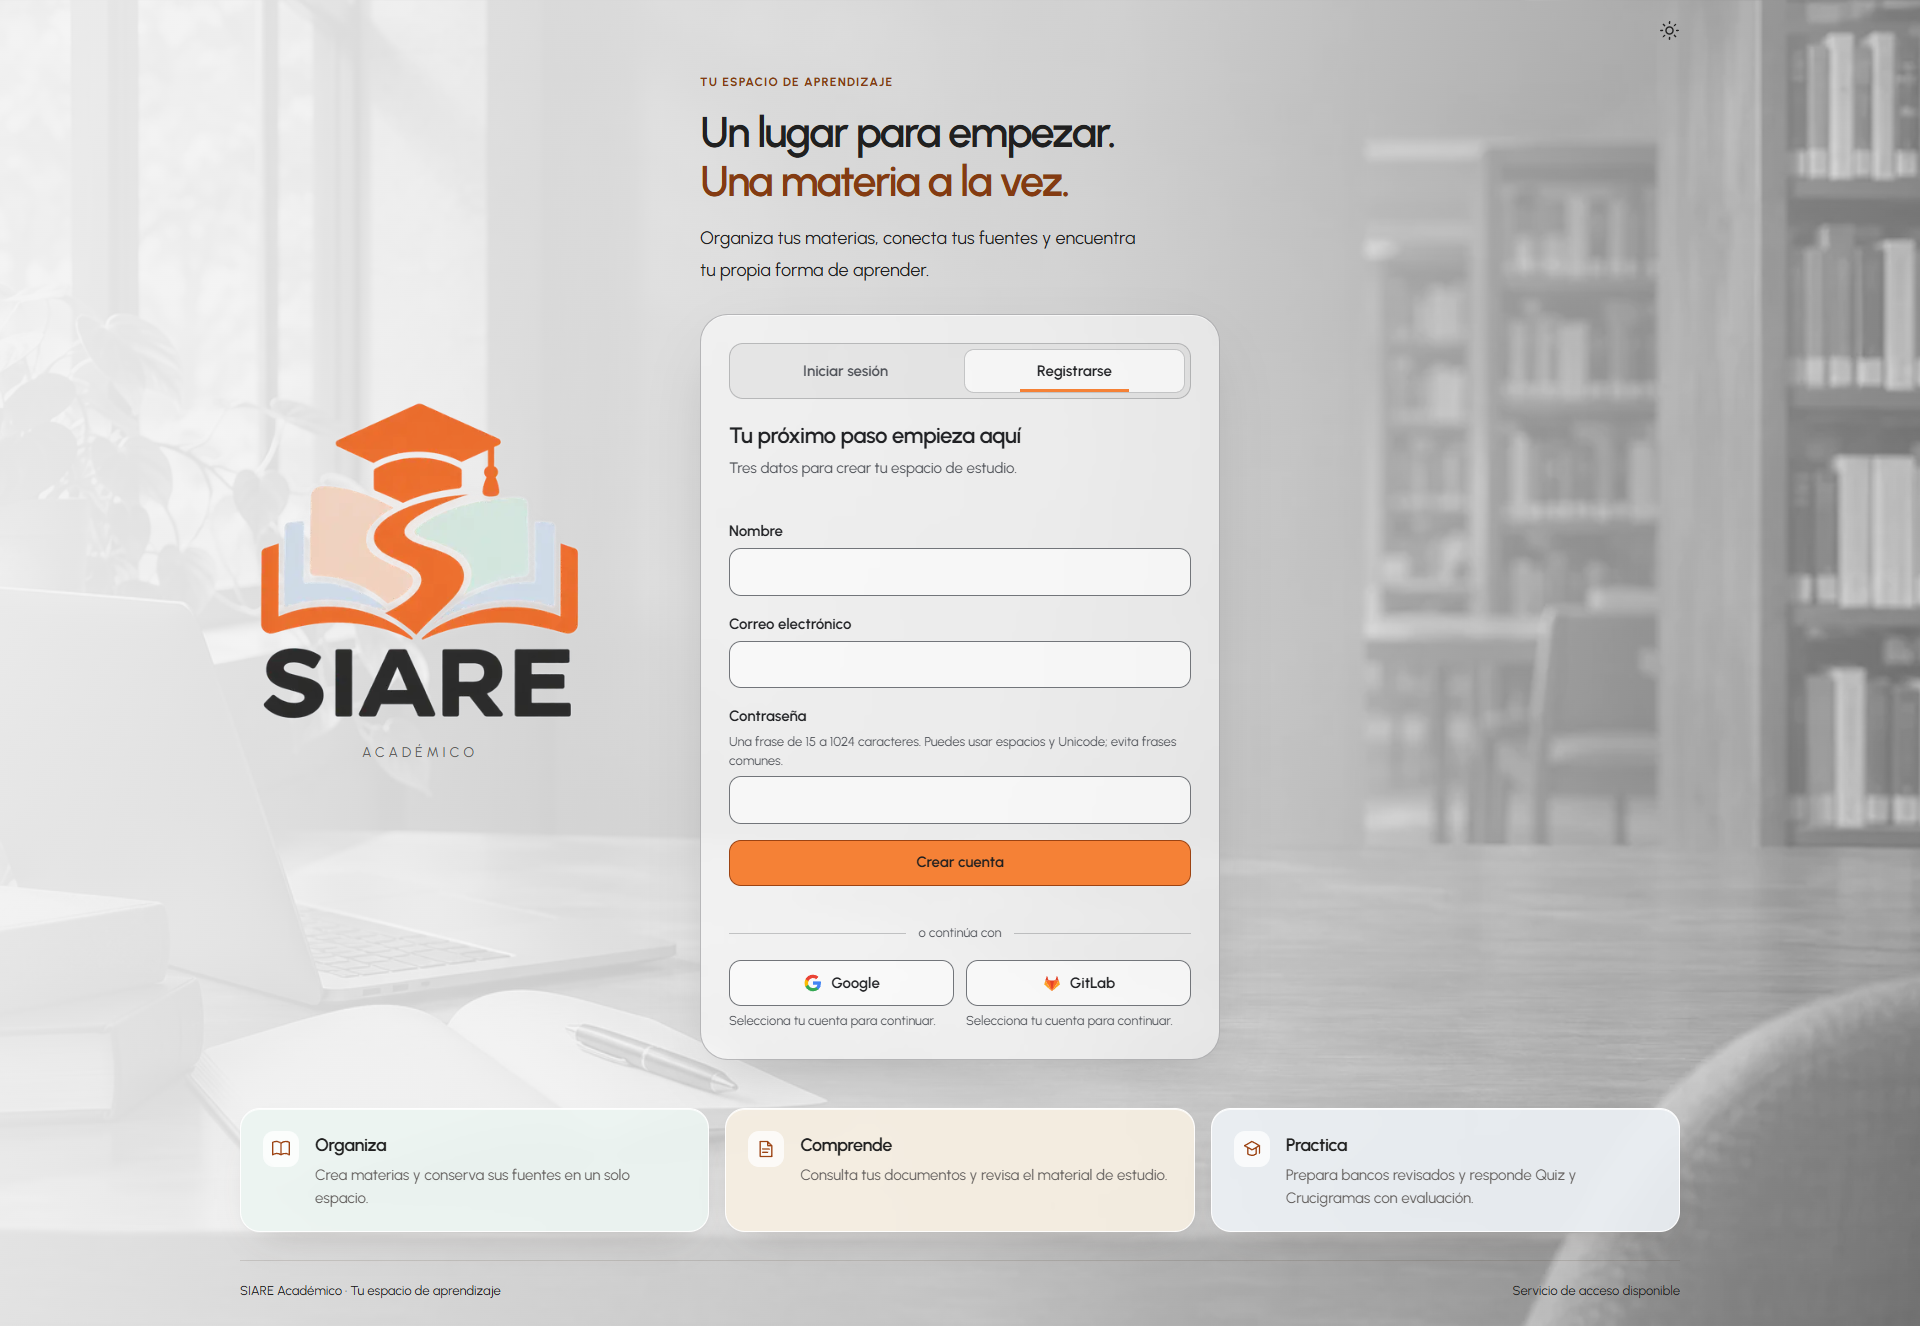 TU ESPACIO DE APRENDIZAJE
Un lugar para empezar.
Una materia a la vez.
Organiza tus materias, conecta tus fuentes y encuentra
tu propia forma de aprender.
SIARE
ACADÉMICO
Iniciar sesión
Registrarse
Tu próximo paso empieza aquí
Tres datos para crear tu espacio de estudio.
Nombre
Correo electrónico
Contraseña
Una frase de 15 a 1024 caracteres. Puedes usar espacios y Unicode; evita frases
comunes.
Crear cuenta
o continúa con
Google
GitLab
Selecciona tu cuenta para continuar.
Selecciona tu cuenta para continuar.
Organiza
Crea materias y conserva sus fuentes en un solo
espacio.
Comprende
Consulta tus documentos y revisa el material de estudio.
Practica
Prepara bancos revisados y responde Quiz y
Crucigramas con evaluación.
SIARE Académico · Tu espacio de aprendizaje
Servicio de acceso disponible